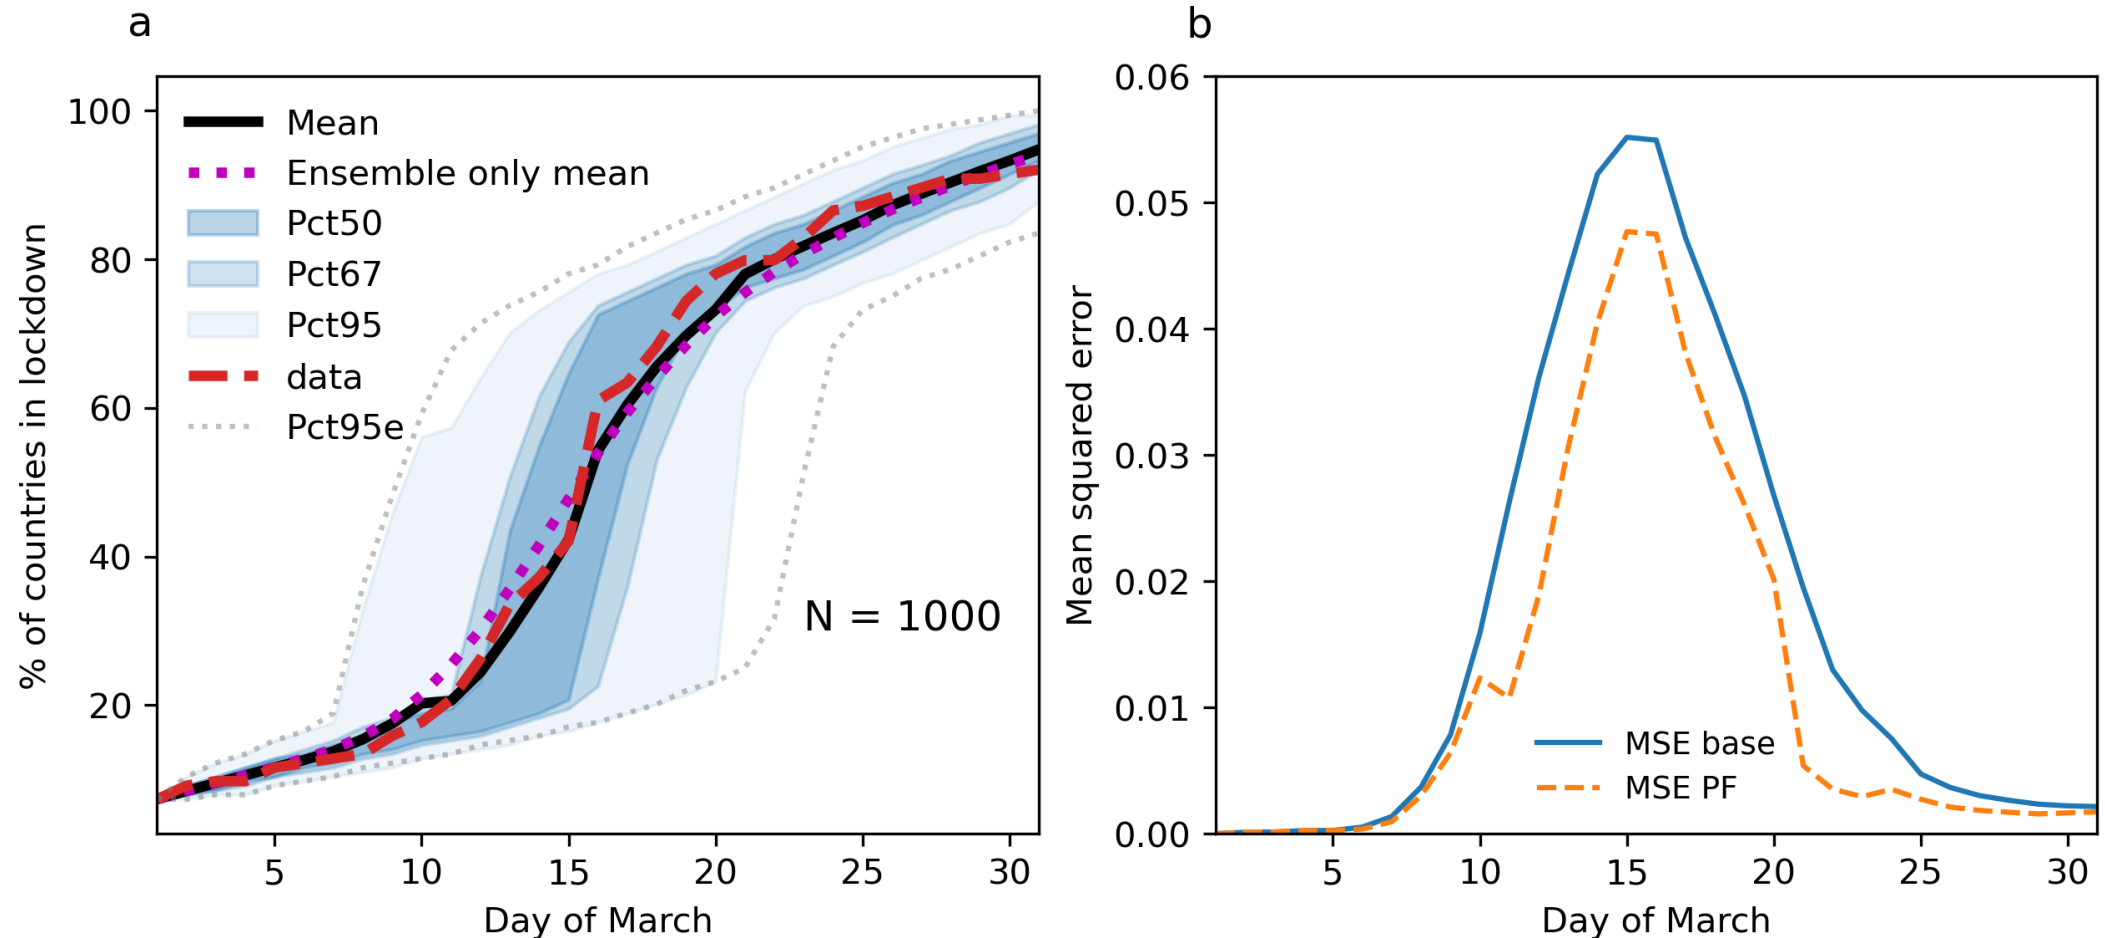 a
% of countries in lockdown
100
80
60
40
20
Mean
Ensemble only mean
Pct50
Pct67
Pct95
data
Pct95e
N = 1000
5 10 15 20 25 30
Day of March
b
Mean squared error
0.06
0.05
0.04
0.03
0.02
0.01
0.00
MSE base
MSE PF
5 10 15 20 25 30
Day of March